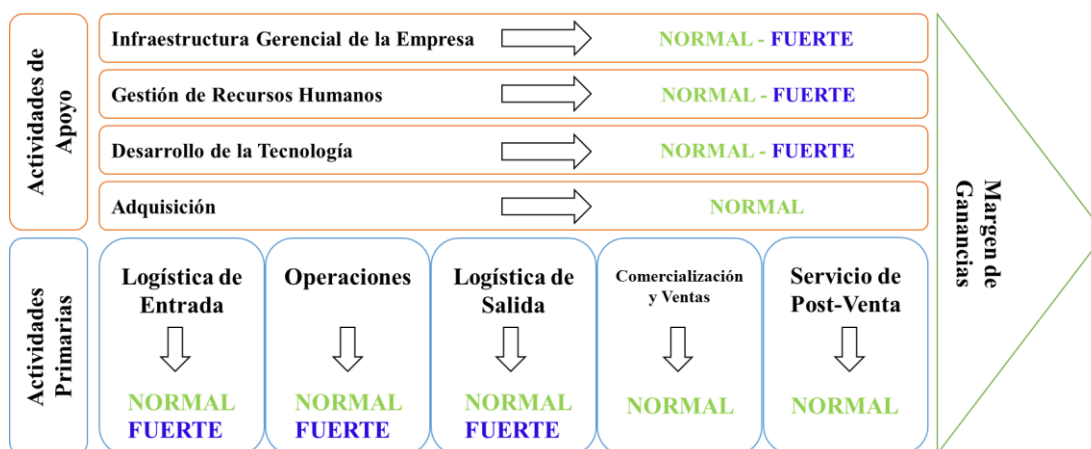 Actividades de
Apoyo
Infraestructura Gerencial de la Empresa
NORMAL - FUERTE
Gestión de Recursos Humanos
NORMAL - FUERTE
Desarrollo de la Tecnología
NORMAL - FUERTE
Adquisición
NORMAL
Actividades
Primarias
Logística de
Entrada
NORMAL
FUERTE
Operaciones
NORMAL
FUERTE
Logística de
Salida
NORMAL
FUERTE
Comercialización
y Ventas
NORMAL
Servicio de
Post-Venta
NORMAL
Margen de
Ganancias